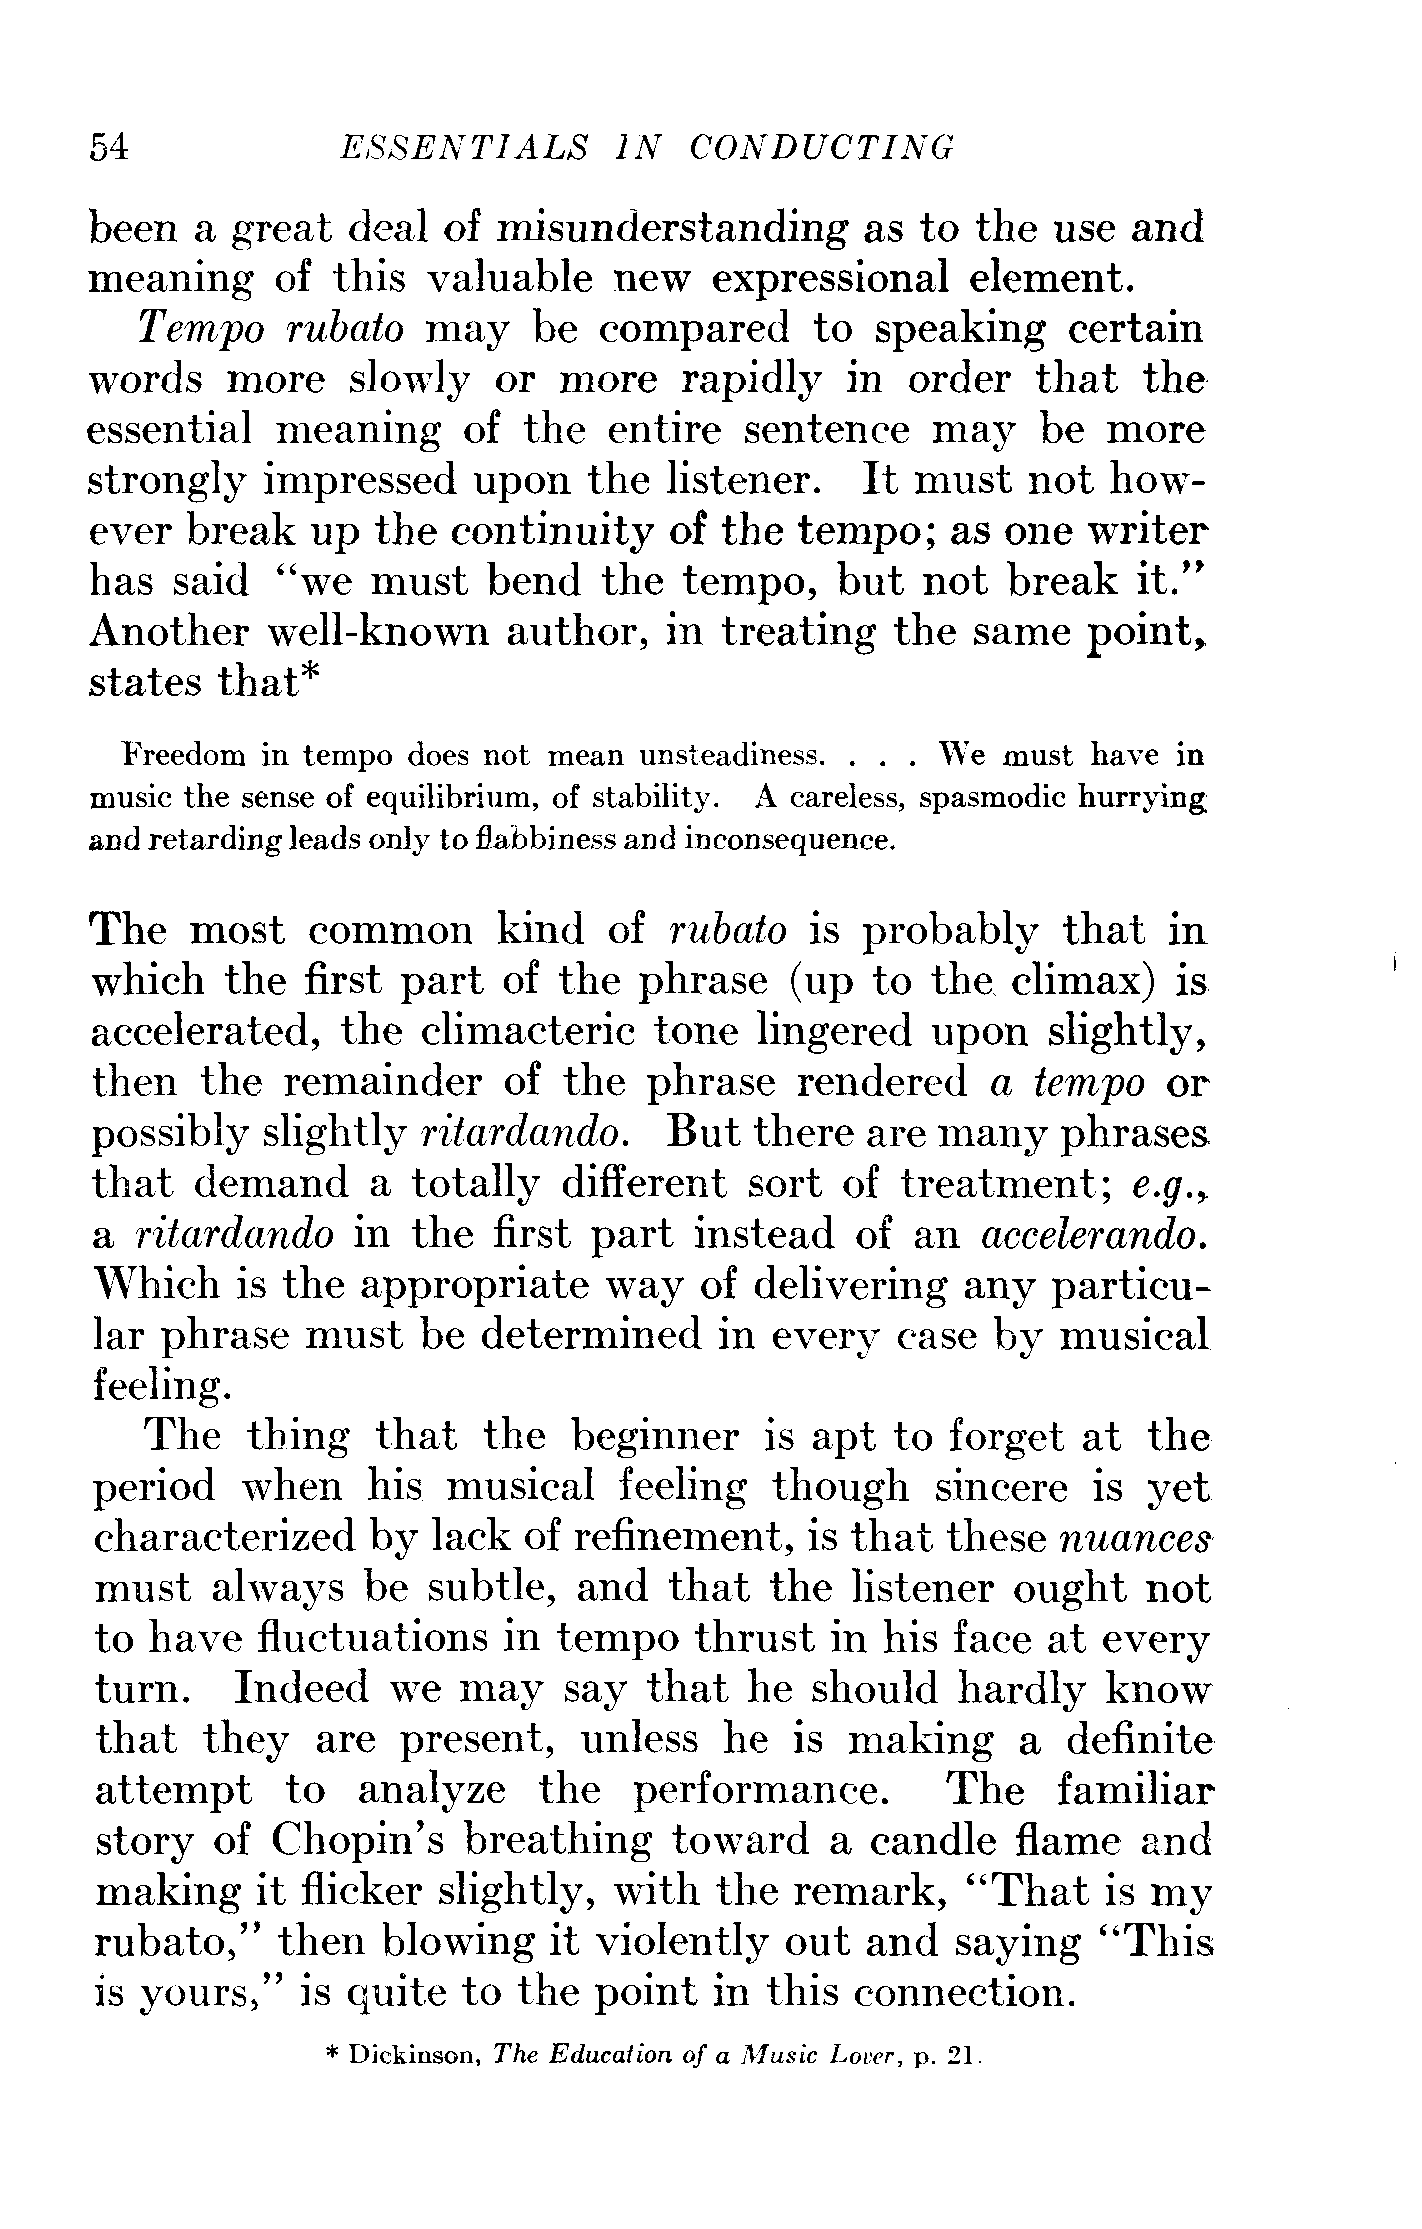 54 ESSENTIALS IN CONDUCTING
been a great deal of misunderstanding as to the use and
meaning of this valuable new expressional element.
Tempo rubato may be compared to speaking certain
words more slowly or more rapidly in order that the
essential meaning of the entire sentence may be more
strongly impressed upon the listener. It must not how-
ever break up the continuity of the tempo; as one writer
has said “we must bend the tempo, but not break it.”
Another well-known author, in treating the same point,
states that*
Freedom in tempo does not mean unsteadiness. . . . We must have in
music the sense of equilibrium, of stability. A careless, spasmodic hurrying
and retarding leads only to flabbiness and inconsequence.
The most common kind of rubato is probably that in
which the first part of the phrase (up to the climax) is
accelerated, the climacteric tone lingered upon slightly,
then the remainder of the phrase rendered a tempo or
possibly slightly ritardando. But there are many phrases
that demand a totally different sort of treatment; e.g.,
a ritardando in the first part instead of an accelerando.
Which is the appropriate way of delivering any particu-
lar phrase must be determined in every case by musical
feeling.
The thing that the beginner is apt to forget at the
period when his musical feeling though sincere is yet
characterized by lack of refinement, is that these nuances
must always be subtle, and that the listener ought not
to have fluctuations in tempo thrust in his face at every
turn. Indeed we may say that he should hardly know
that they are present, unless he is making a definite
attempt to analyze the performance. The familiar
story of Chopin’s breathing toward a candle flame and
making it flicker slightly, with the remark, “That is my
rubato,” then blowing it violently out and saying “This
is yours,” is quite to the point in this connection.
* Dickinson, The Education of a Music Lover, p. 21.